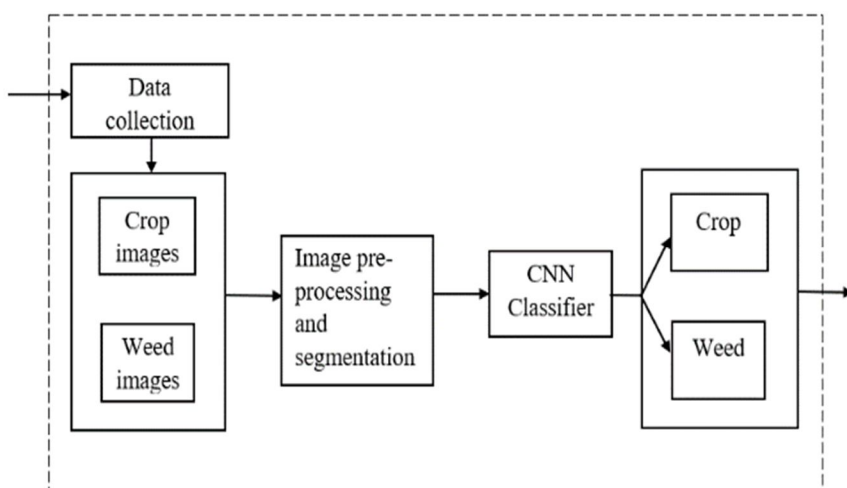 Data
collection
Crop
images
Weed
images
Image pre-
processing
and
segmentation
CNN
Classifier
Crop
Weed